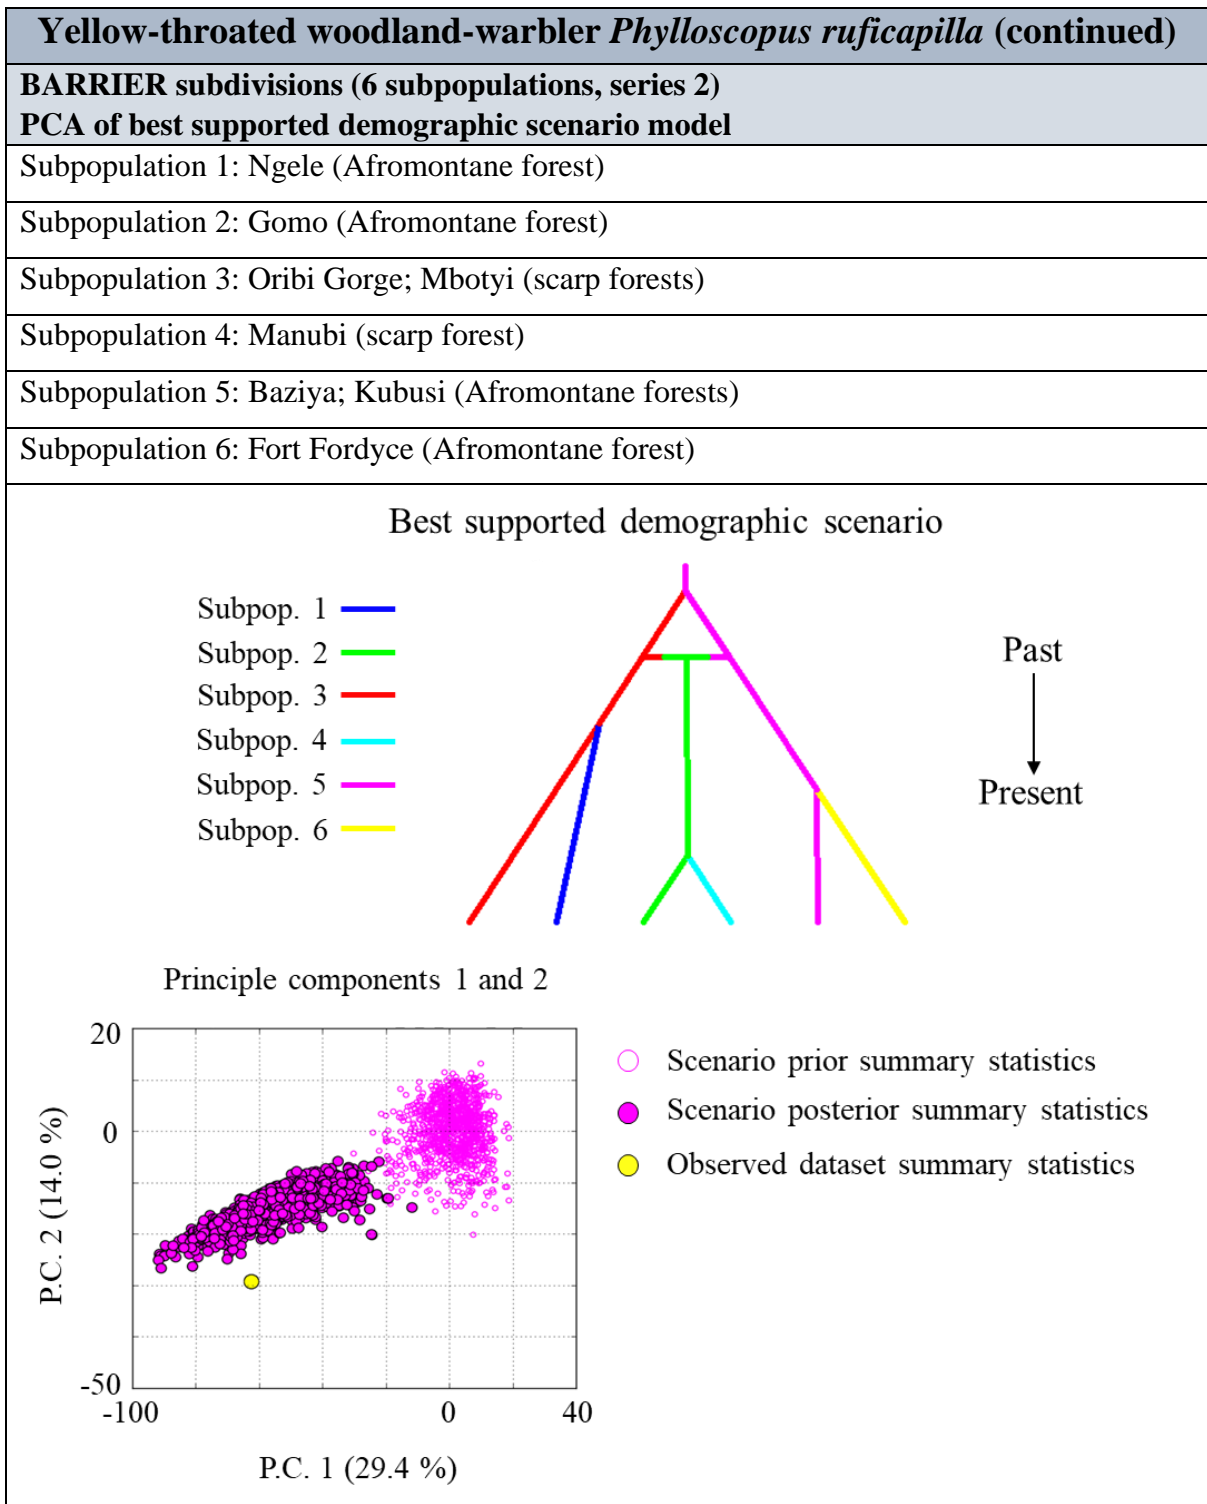 Yellow-throated woodland-warbler Phylloscopus ruficapilla (continued)
BARRIER subdivisions (6 subpopulations, series 2)
PCA of best supported demographic scenario model
Subpopulation 1: Ngele (Afromontane forest)
Subpopulation 2: Gomo (Afromontane forest)
Subpopulation 3: Oribi Gorge; Mbotyi (scarp forests)
Subpopulation 4: Manubi (scarp forest)
Subpopulation 5: Baziya; Kubusi (Afromontane forests)
Subpopulation 6: Fort Fordyce (Afromontane forest)
Best supported demographic scenario
Subpop. 1
Subpop. 2
Subpop. 3
Subpop. 4
Subpop. 5
Subpop. 6
Past
Present
Principle components 1 and 2
20
0
-50
-100
0
40
P.C. 2 (14.0 %)
P.C. 1 (29.4 %)
Scenario prior summary statistics
Scenario posterior summary statistics
Observed dataset summary statistics